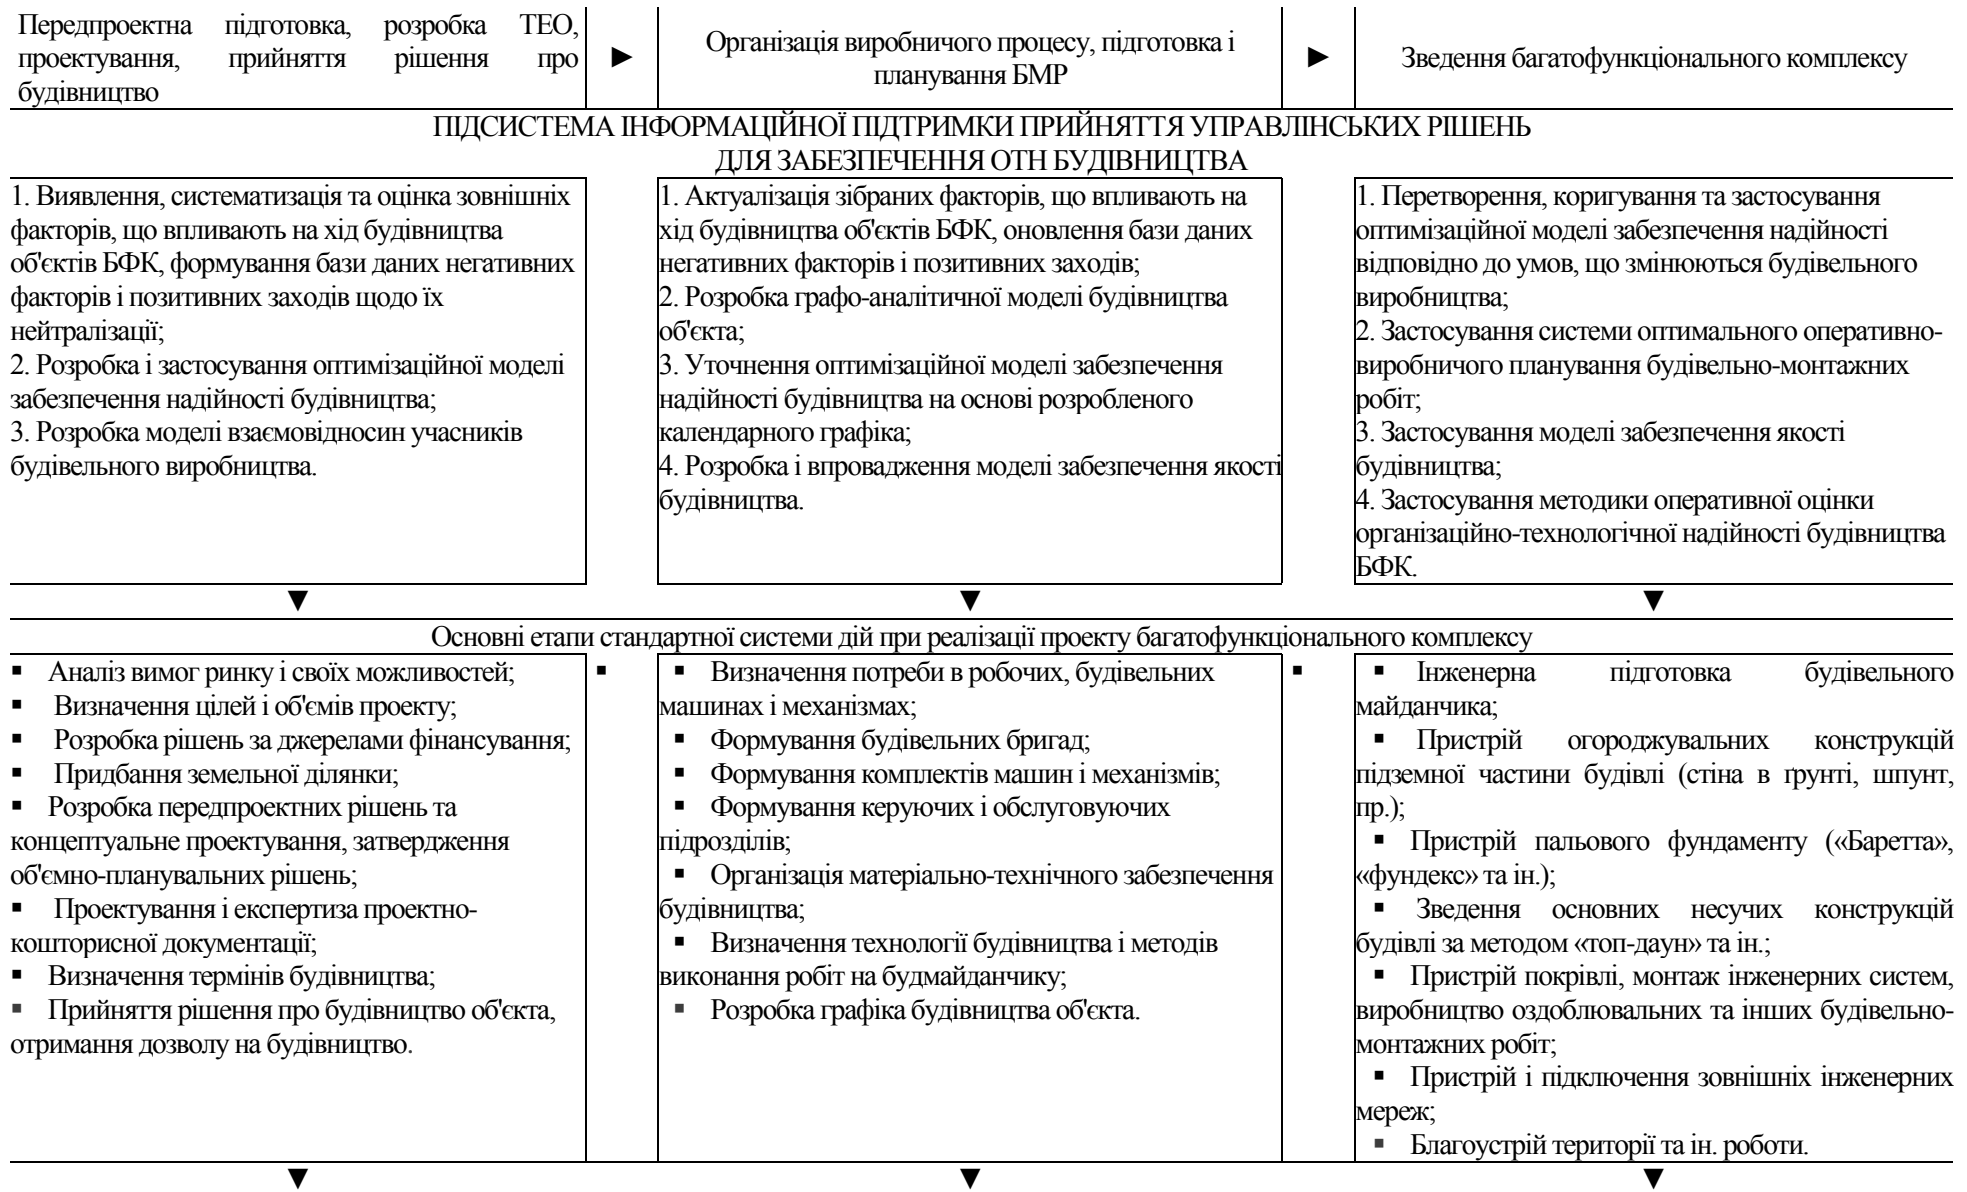 Передпроектна підготовка, розробка ТЕО,
проектування, прийняття рішення про
будівництво
►
Організація виробничого процесу, підготовка і
планування БМР
►
Зведення багатофункціонального комплексу
ПІДСИСТЕМА ІНФОРМАЦІЙНОЇ ПІДТРИМКИ ПРИЙНЯТТЯ УПРАВЛІНСЬКИХ РІШЕНЬ
ДЛЯ ЗАБЕЗПЕЧЕННЯ ОТН БУДІВНИЦТВА
1. Виявлення, систематизація та оцінка зовнішніх
факторів, що впливають на хід будівництва
об'єктів БФК, формування бази даних негативних
факторів і позитивних заходів щодо їх
нейтралізації;
2. Розробка і застосування оптимізаційної моделі
забезпечення надійності будівництва;
3. Розробка моделі взаємовідносин учасників
будівельного виробництва.
1. Актуалізація зібраних факторів, що впливають на
хід будівництва об'єктів БФК, оновлення бази даних
негативних факторів і позитивних заходів;
2. Розробка графо-аналітичної моделі будівництва
об'єкта;
3. Уточнення оптимізаційної моделі забезпечення
надійності будівництва на основі розробленого
календарного графіка;
4. Розробка і впровадження моделі забезпечення якості
будівництва.
1. Перетворення, коригування та застосування
оптимізаційної моделі забезпечення надійності
відповідно до умов, що змінюються будівельного
виробництва;
2. Застосування системи оптимального оперативно-
виробничого планування будівельно-монтажних
робіт;
3. Застосування моделі забезпечення якості
будівництва;
4. Застосування методики оперативної оцінки
організаційно-технологічної надійності будівництва
БФК.
▼ ▼ ▼
Основні етапи стандартної системи дій при реалізації проекту багатофункціонального комплексу
▪ Аналіз вимог ринку і своїх можливостей;
▪ Визначення цілей і об'ємів проекту;
▪ Розробка рішень за джерелами фінансування;
▪ Придбання земельної ділянки;
▪ Розробка передпроектних рішень та
концептуальне проектування, затвердження
об'ємно-планувальних рішень;
▪ Проектування і експертиза проектно-
кошторисної документації;
▪ Визначення термінів будівництва;
▪ Прийняття рішення про будівництво об'єкта,
отримання дозволу на будівництво.
▪
▪ Визначення потреби в робочих, будівельних
машинах і механізмах;
▪ Формування будівельних бригад;
▪ Формування комплектів машин і механізмів;
▪ Формування керуючих і обслуговуючих
підрозділів;
▪ Організація матеріально-технічного забезпечення
будівництва;
▪ Визначення технології будівництва і методів
виконання робіт на будмайданчику;
▪ Розробка графіка будівництва об'єкта.
▪
▪ Інженерна підготовка будівельного
майданчика;
▪ Пристрій огороджувальних конструкцій
підземної частини будівлі (стіна в ґрунті, шпунт,
пр.);
▪ Пристрій пальового фундаменту («Баретта»,
«фундекс» та ін.);
▪ Зведення основних несучих конструкцій
будівлі за методом «топ-даун» та ін.;
▪ Пристрій покрівлі, монтаж інженерних систем,
виробництво оздоблювальних та інших будівельно-
монтажних робіт;
▪ Пристрій і підключення зовнішніх інженерних
мереж;
▪ Благоустрій території та ін. роботи.
▼ ▼ ▼